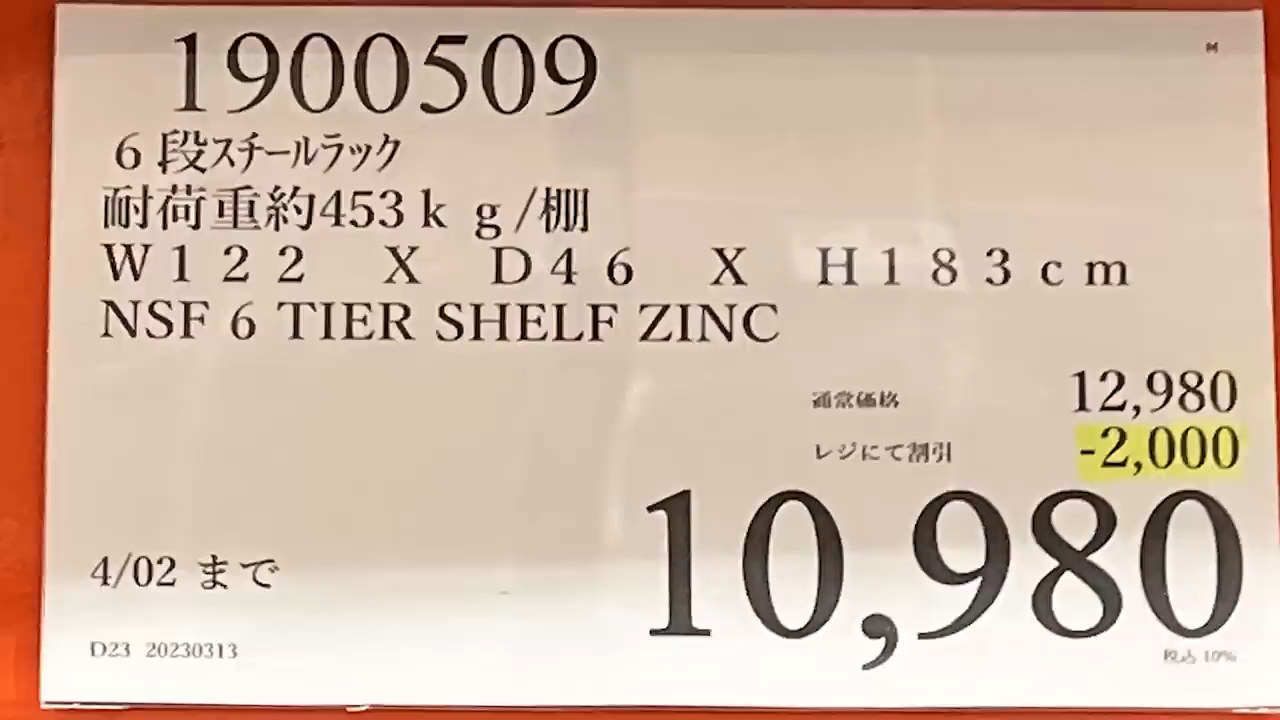 1900509
6 段スチールラック
耐荷重約453ｋｇ/棚
Ｗ１２２　Ｘ　Ｄ４６　Ｘ　Ｈ１８３ｃｍ
NSF 6 TIER SHELF ZINC
通常価格 12,980
レジにて割引 -2,000
10,980
4/02 まで
D23 20230313
税込 10%